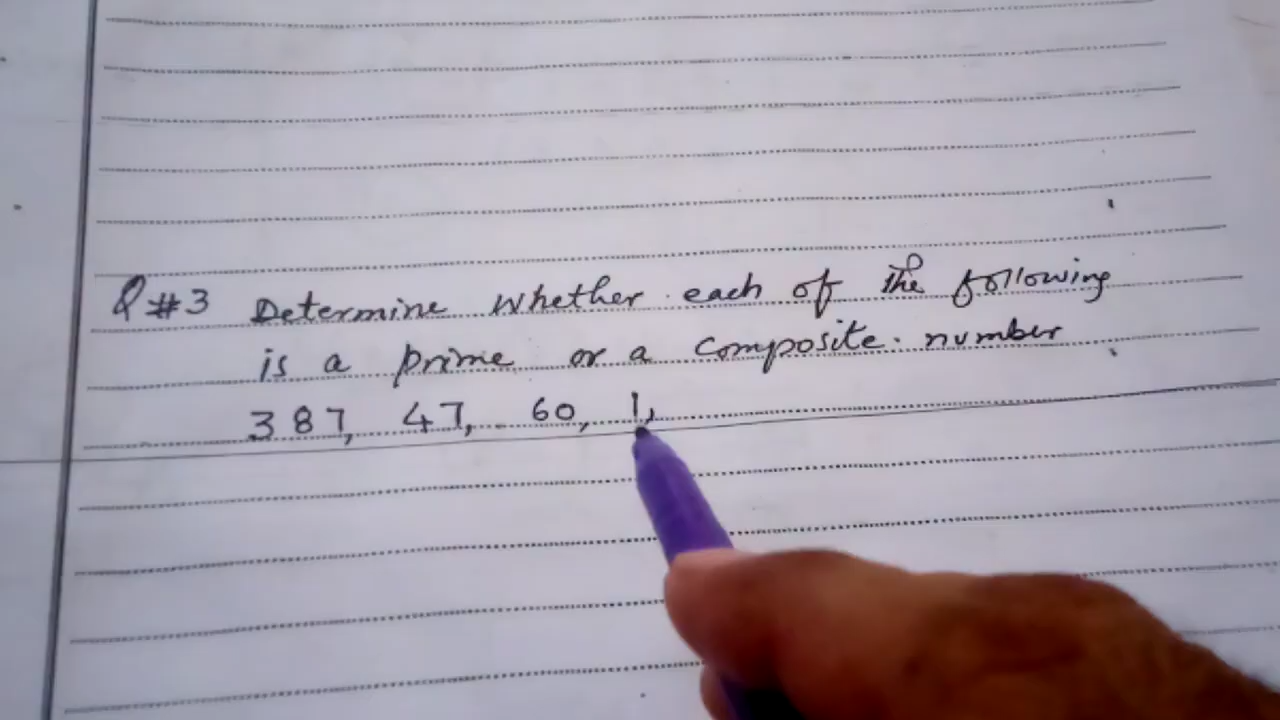 Q #3 Determine whether each of the following
is a prime or a composite. number
387, 47, 60, 1,